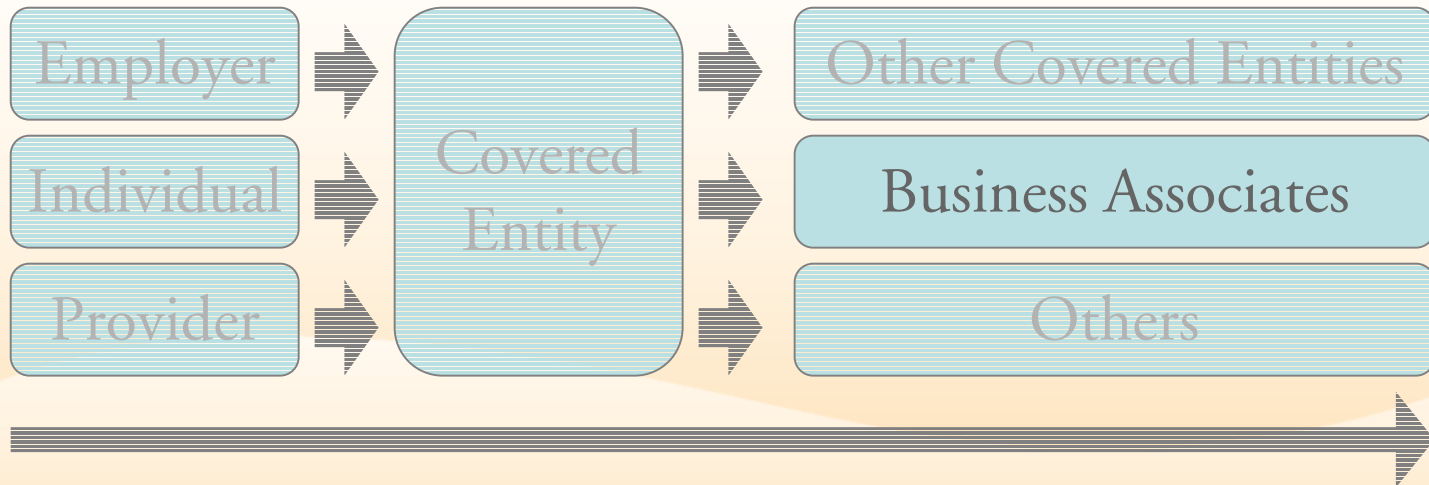 Employer
Individual
Provider
Covered
Entity
Other Covered Entities
Business Associates
Others